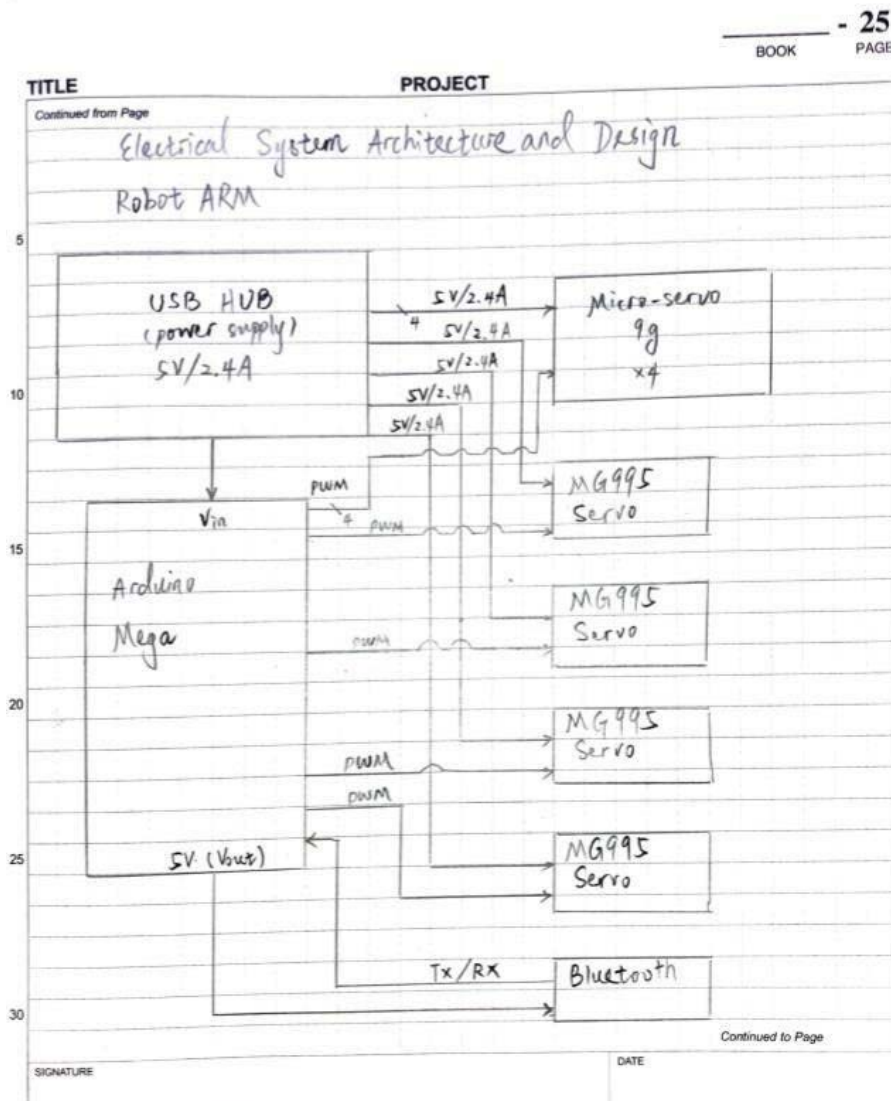 - 25
BOOK PAGE
TITLE PROJECT
Continued from Page
Electrical System Architecture and Design
Robot ARM
5
USB HUB
(power supply)
5V/2.4A
5V/2.4A
4
5V/2.4A
5V/2.4A
5V/2.4A
5V/2.4A
Micro-servo
9g
x4
10
PWM
4
PWM
MG995
Servo
Vin
Arduino
Mega
15
MG995
Servo
PWM
20
MG995
Servo
PWM
PWM
25
5V (Vout)
MG995
Servo
Tx/RX
Bluetooth
30
Continued to Page
SIGNATURE
DATE